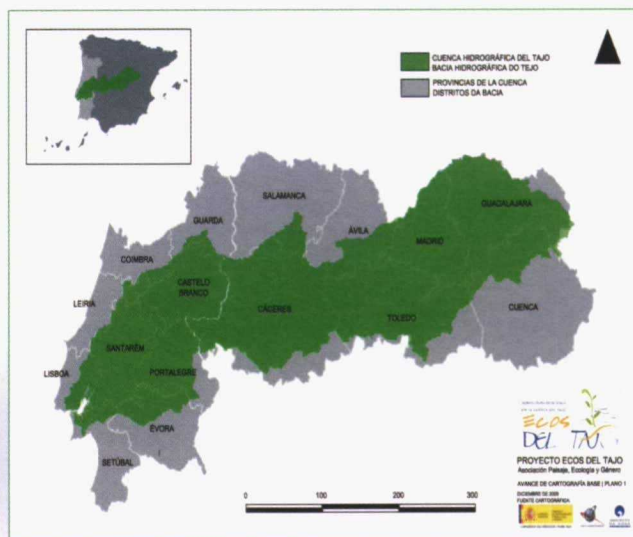 CUENCA HIDROGRÁFICA DEL TAJO
BACIA HIDROGRÁFICA DO TEJO
PROVINCIAS DE LA CUENCA
DISTRITOS DA BACIA
SALAMANCA
GUARDA
ÁVILA
GUADALAJARA
MADRID
COIMBRA
CASTELO
BRANCO
LEIRIA
CÁCERES
TOLEDO
CUENCA
SANTARÉM
LISBOA
PORTALEGRE
ÉVORA
SETÚBAL
ECOS
DEL TAJO
PROYECTO ECOS DEL TAJO
Asociación Paisaje, Ecología y Género
AVANCE DE CARTOGRAFÍA BASE | PLANO 1
FUENTE CARTOGRÁFICA
0 100 200 300